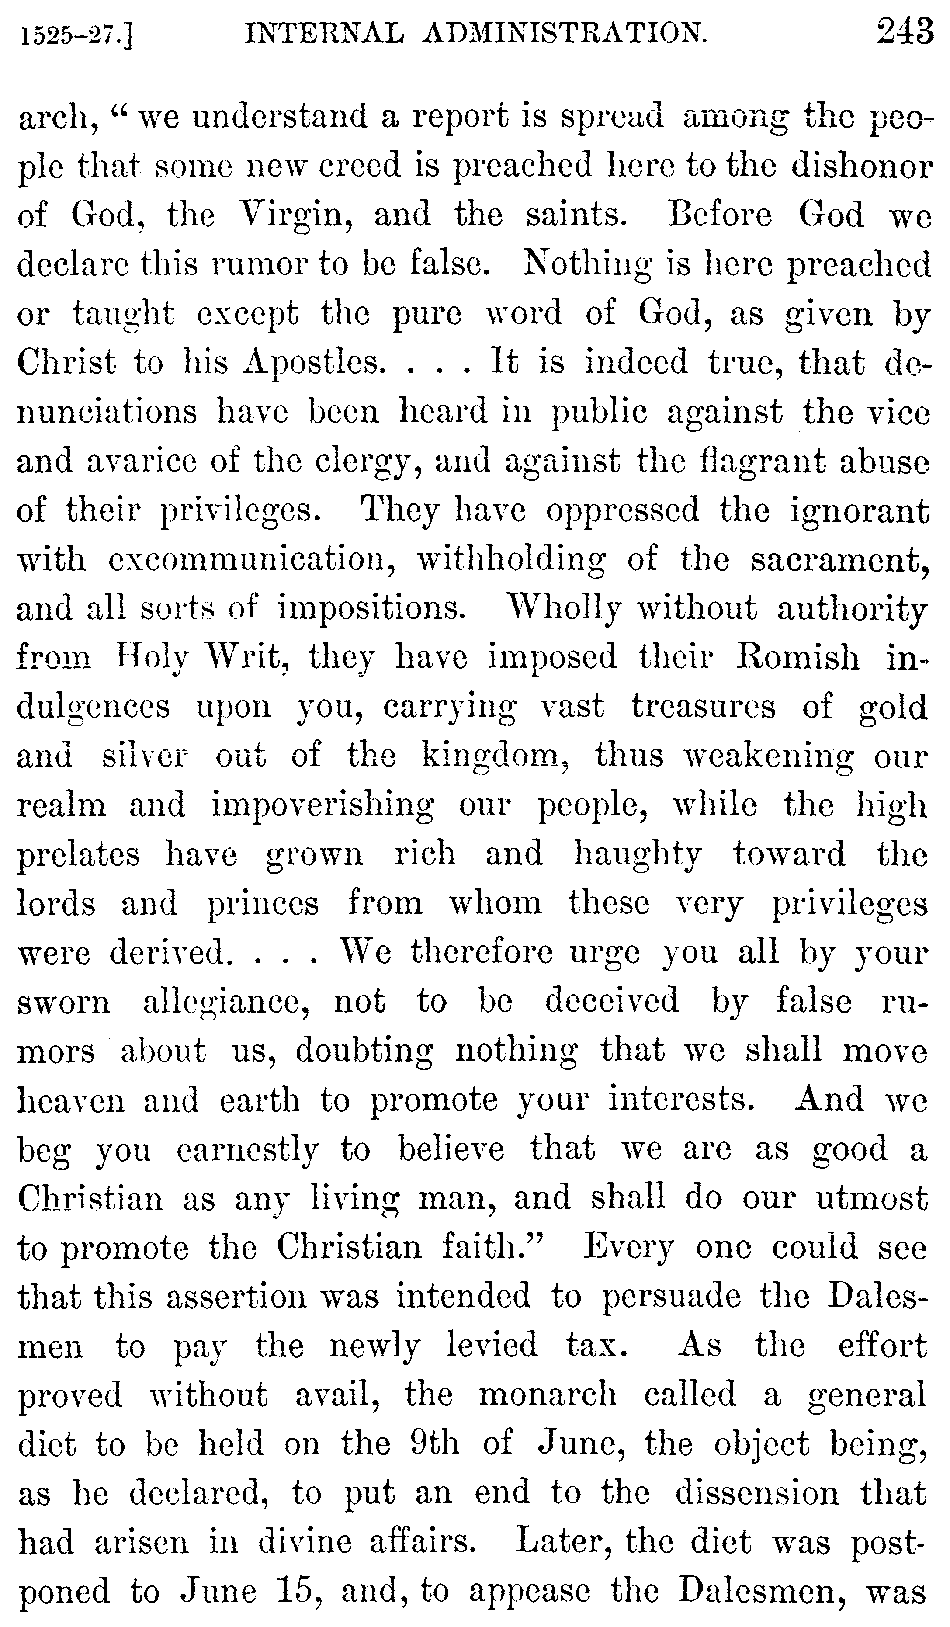 1525–27.] INTERNAL ADMINISTRATION. 243
arch, “ we understand a report is spread among the peo-
ple that some new creed is preached here to the dishonor
of God, the Virgin, and the saints. Before God we
declare this rumor to be false. Nothing is here preached
or taught except the pure word of God, as given by
Christ to his Apostles. . . . It is indeed true, that de-
nunciations have been heard in public against the vice
and avarice of the clergy, and against the flagrant abuse
of their privileges. They have oppressed the ignorant
with excommunication, withholding of the sacrament,
and all sorts of impositions. Wholly without authority
from Holy Writ, they have imposed their Romish in-
dulgences upon you, carrying vast treasures of gold
and silver out of the kingdom, thus weakening our
realm and impoverishing our people, while the high
prelates have grown rich and haughty toward the
lords and princes from whom these very privileges
were derived. . . . We therefore urge you all by your
sworn allegiance, not to be deceived by false ru-
mors about us, doubting nothing that we shall move
heaven and earth to promote your interests. And we
beg you earnestly to believe that we are as good a
Christian as any living man, and shall do our utmost
to promote the Christian faith.” Every one could see
that this assertion was intended to persuade the Dales-
men to pay the newly levied tax. As the effort
proved without avail, the monarch called a general
diet to be held on the 9th of June, the object being,
as he declared, to put an end to the dissension that
had arisen in divine affairs. Later, the diet was post-
poned to June 15, and, to appease the Dalesmen, was